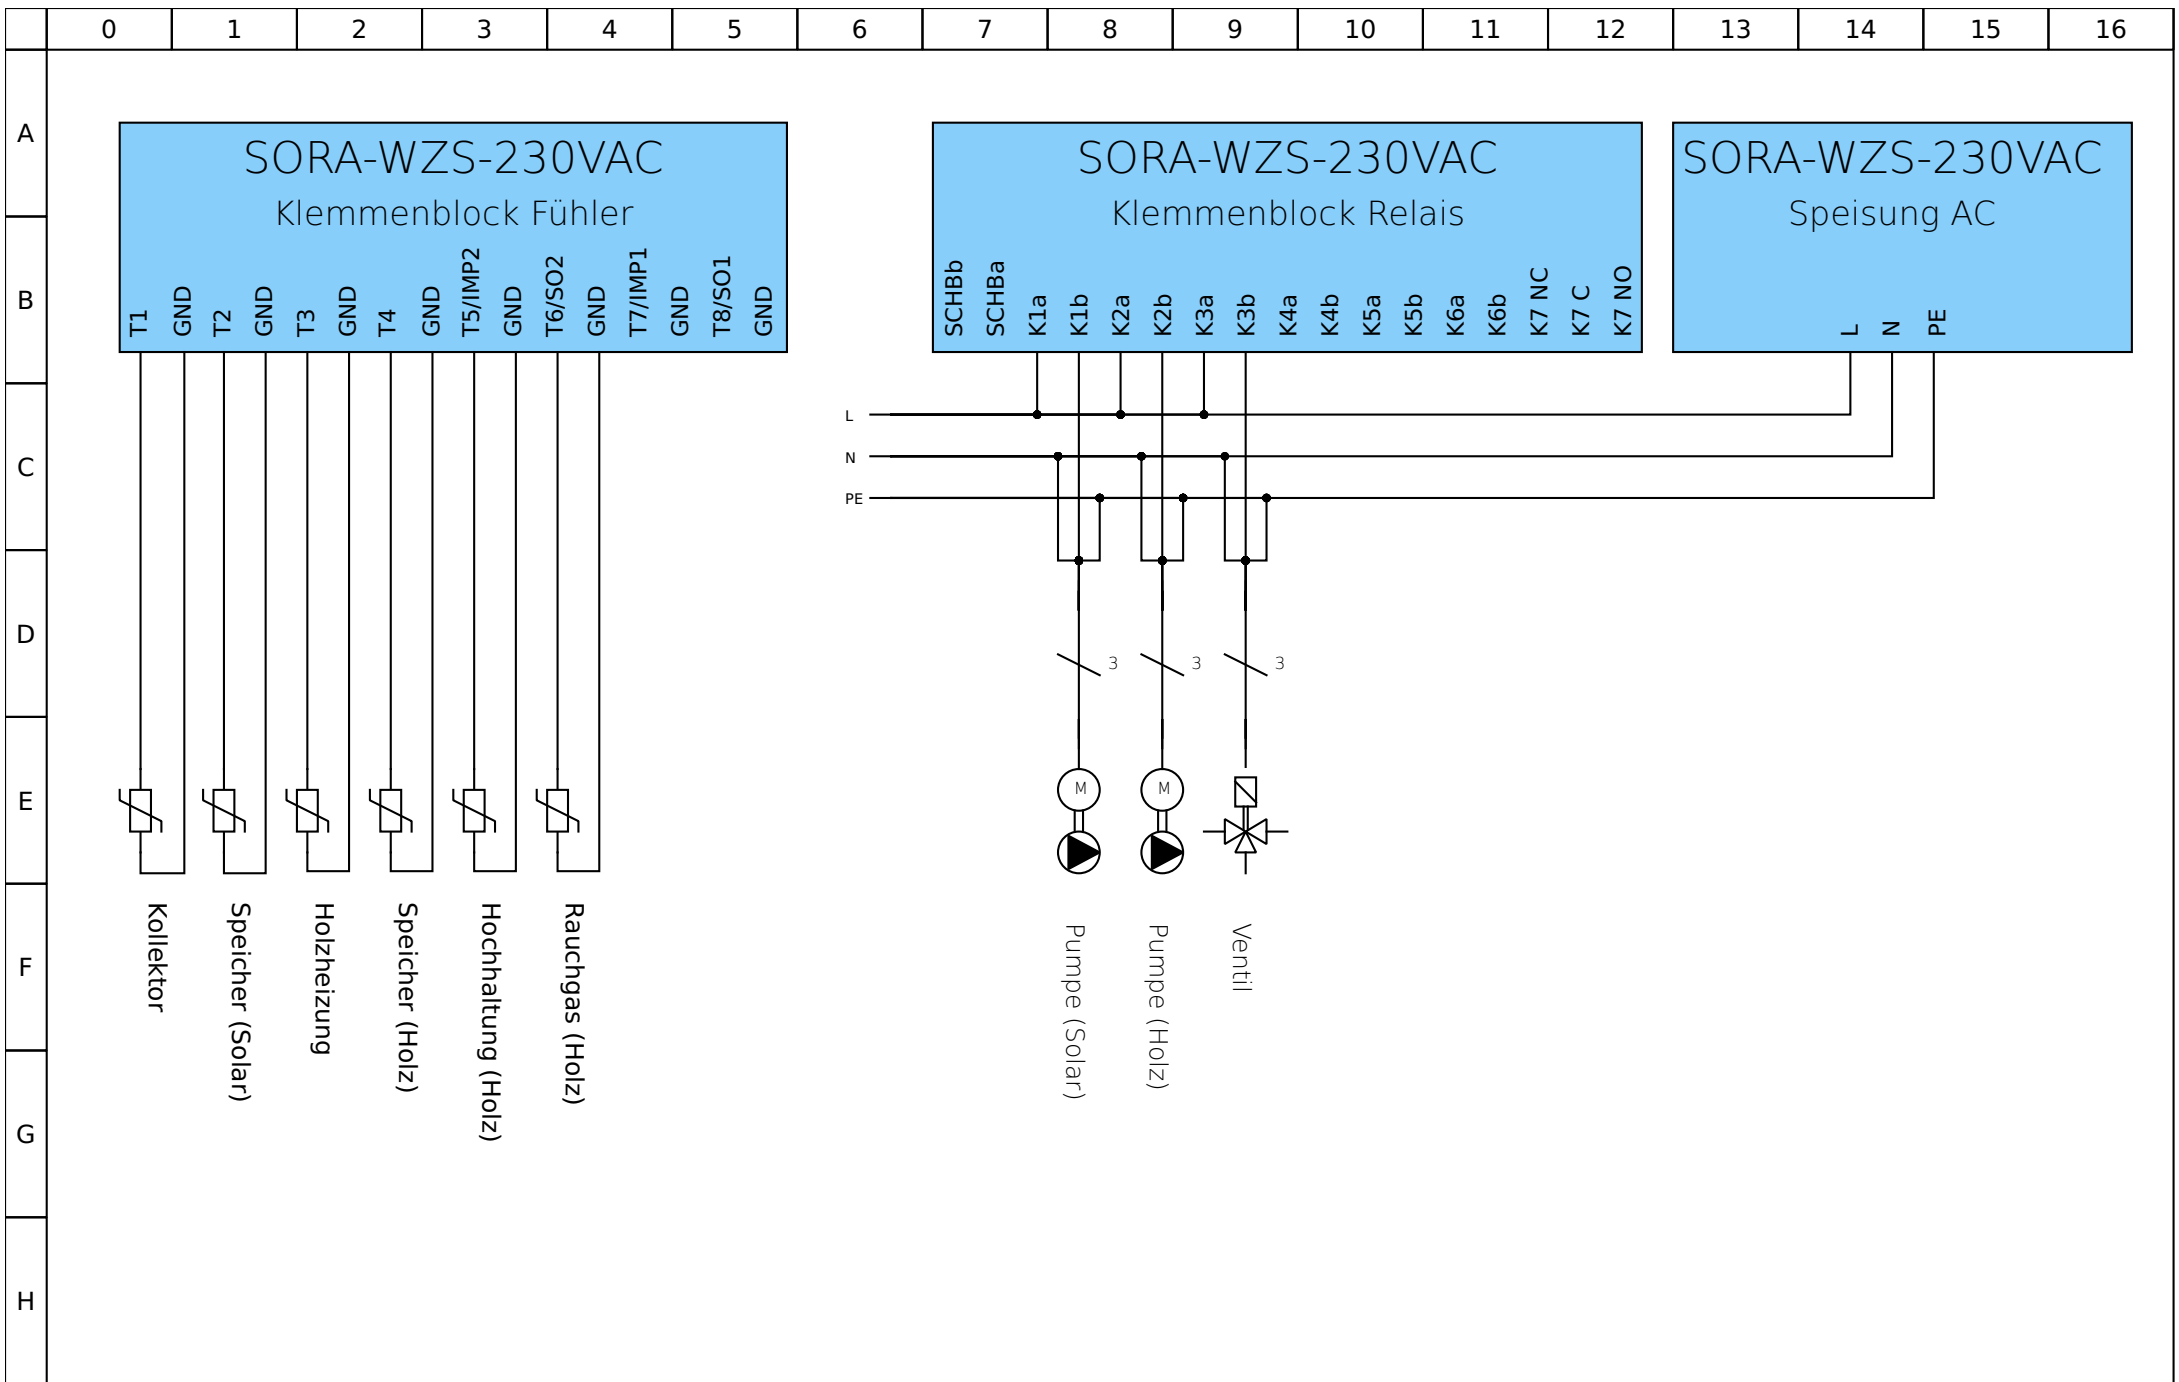 0 1 2 3 4 5 6 7 8 9 10 11 12 13 14 15 16
A
B
C
D
E
F
G
H
SORA-WZS-230VAC
Klemmenblock Fühler
T1
GND
T2
GND
T3
GND
T4
GND
T5/IMP2
GND
T6/SO2
GND
T7/IMP1
GND
T8/SO1
GND
SORA-WZS-230VAC
Klemmenblock Relais
SCHBb
SCHBa
K1a
K1b
K2a
K2b
K3a
K3b
K4a
K4b
K5a
K5b
K6a
K6b
K7 NC
K7 C
K7 NO
SORA-WZS-230VAC
Speisung AC
L
N
PE
L
N
PE
3
3
3
M
M
Kollektor
Speicher (Solar)
Holzheizung
Speicher (Holz)
Hochhaltung (Holz)
Rauchgas (Holz)
Pumpe (Solar)
Pumpe (Holz)
Ventil